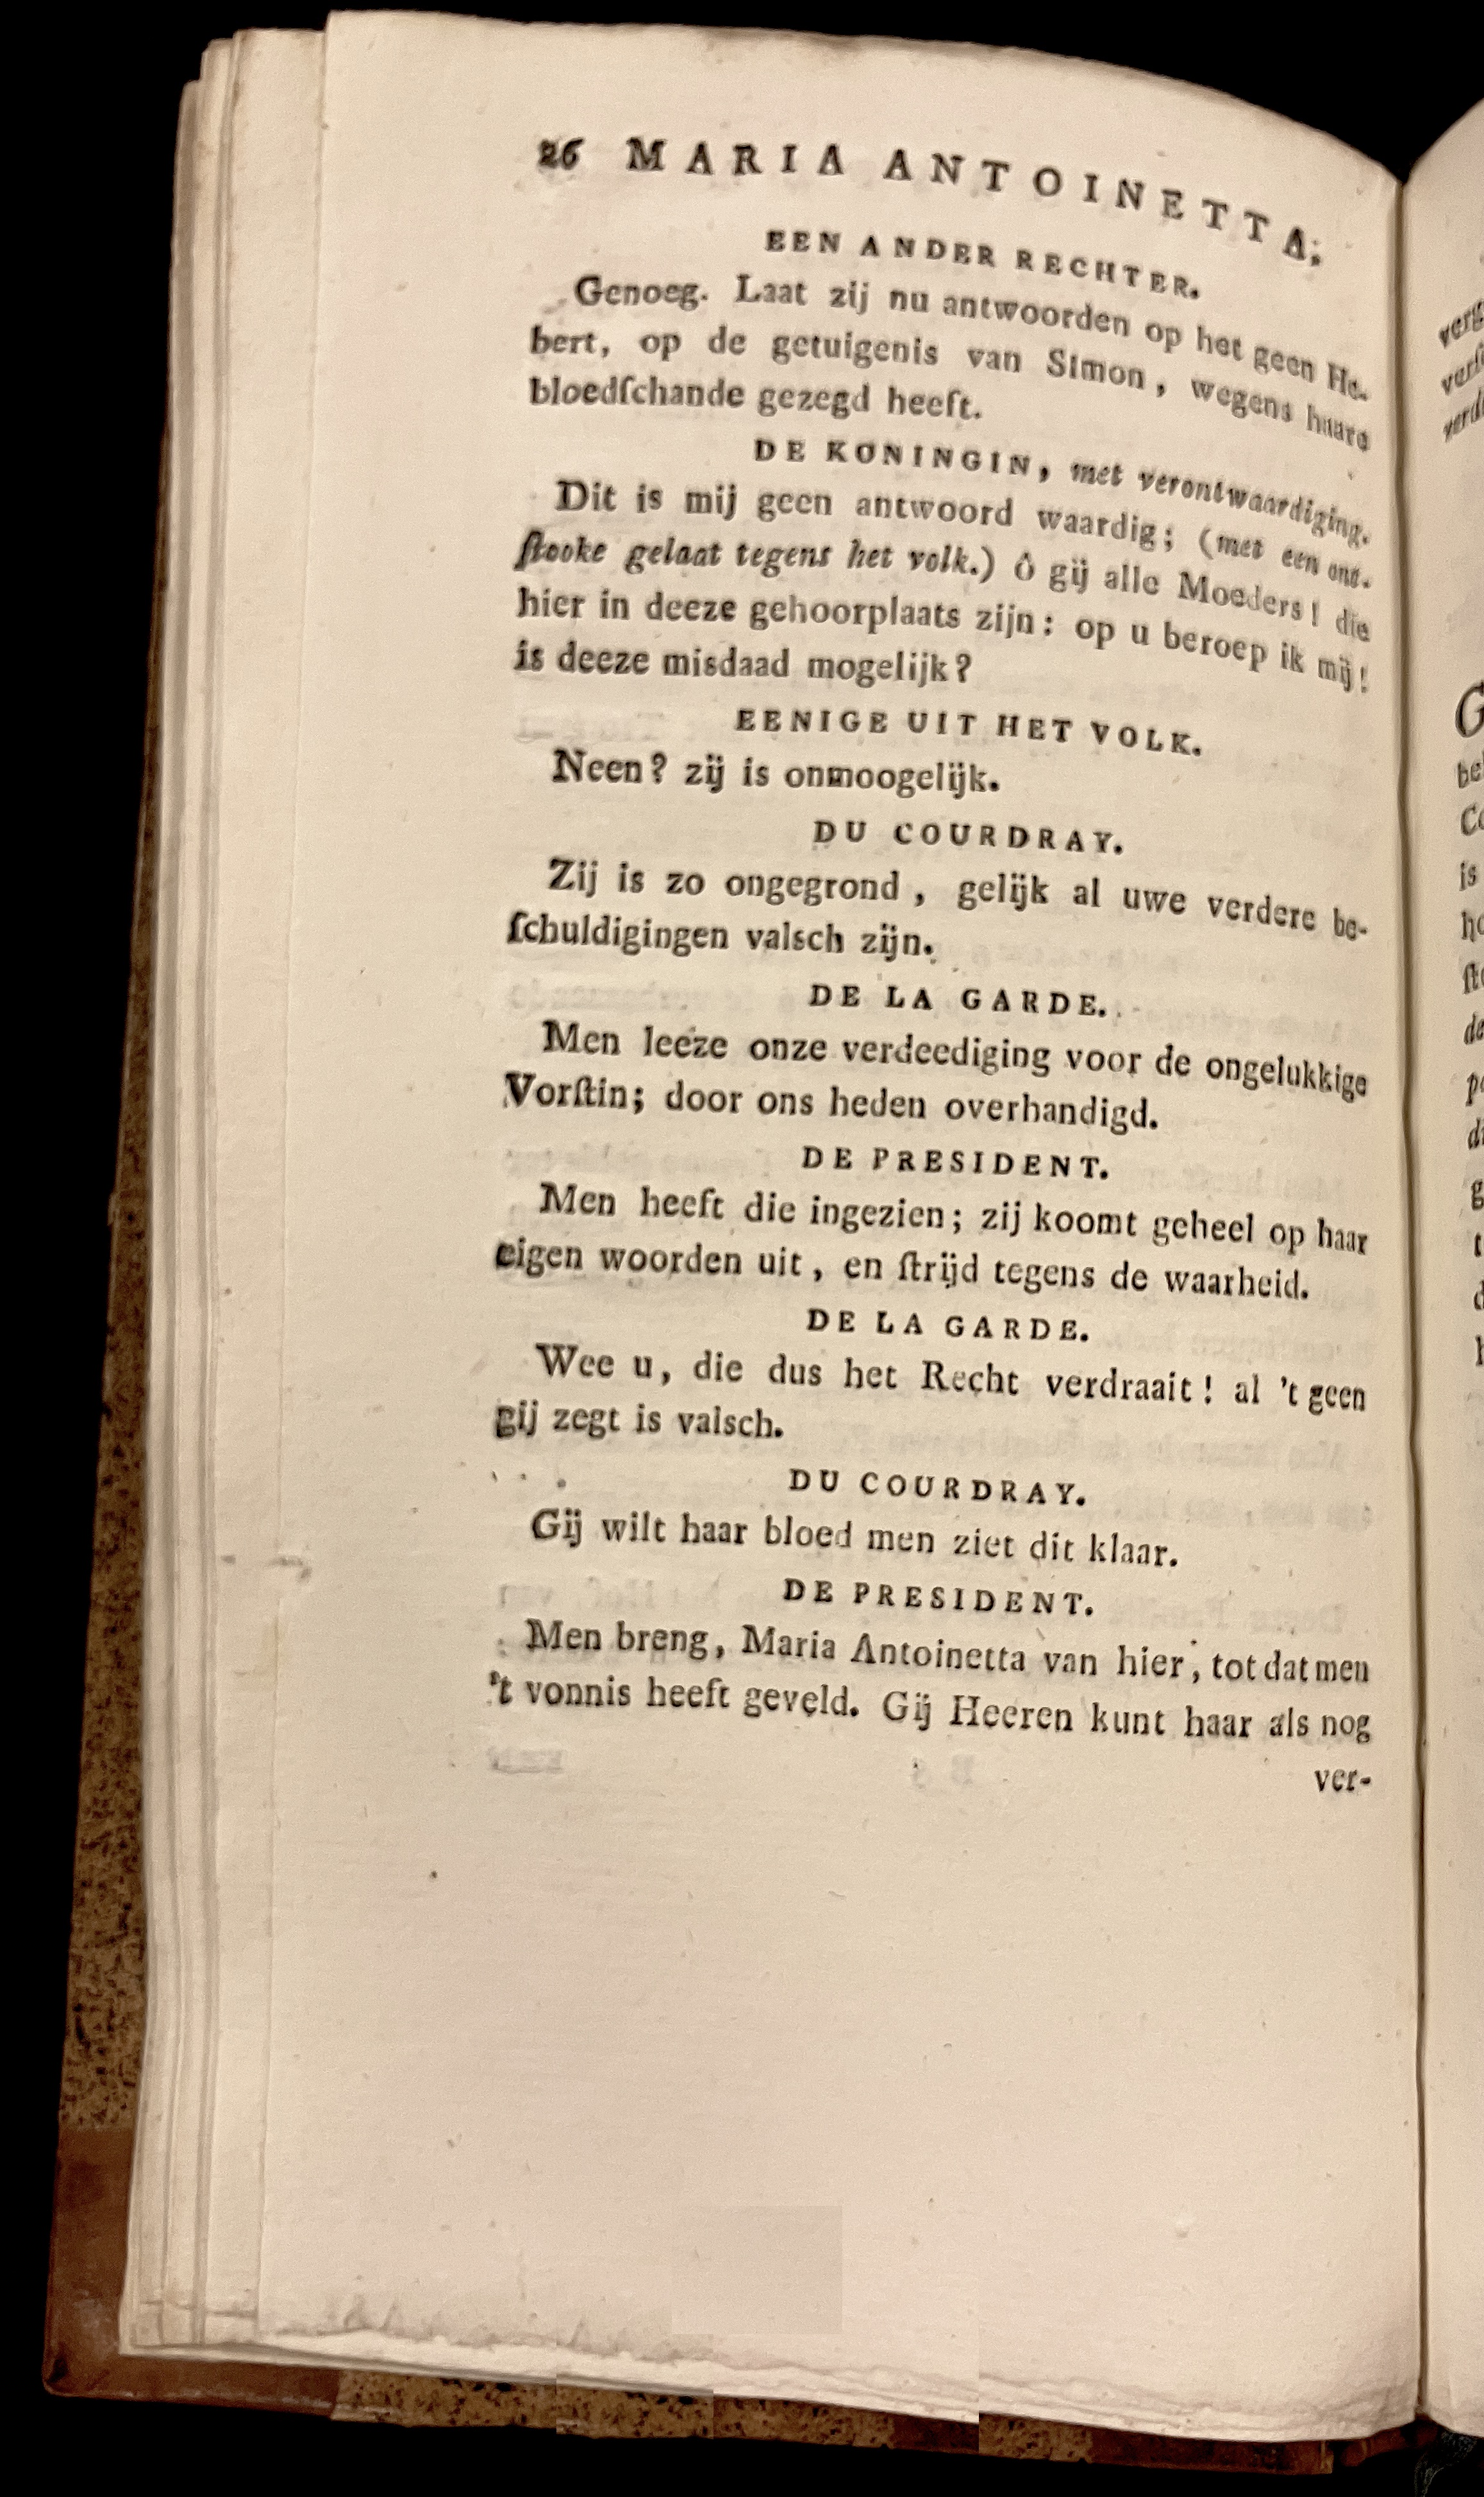 26 MARIA ANTOINETTA;
EEN ANDER RECHTER.
Genoeg. Laat zij nu antwoorden op het geen He-
bert, op de getuigenis van Simon, wegens haare
bloedſchande gezegd heeft.
DE KONINGIN, met verontwaardiging.
Dit is mij geen antwoord waardig; (met een ont-
ſtooke gelaat tegens het volk.) ô gij alle Moeders! die
hier in deeze gehoorplaats zijn: op u beroep ik mij!
is deeze misdaad mogelijk?
EENIGE UIT HET VOLK.
Neen? zij is onmoogelijk.
DU COURDRAY.
Zij is zo ongegrond, gelijk al uwe verdere be-
ſchuldigingen valsch zijn.
DE LA GARDE.
Men leeze onze verdeediging voor de ongelukkige
Vorſtin; door ons heden overhandigd.
DE PRESIDENT.
Men heeft die ingezien; zij koomt geheel op haar
eigen woorden uit, en ſtrijd tegens de waarheid.
DE LA GARDE.
Wee u, die dus het Recht verdraait! al 't geen
gij zegt is valsch.
DU COURDRAY.
Gij wilt haar bloed men ziet dit klaar.
DE PRESIDENT.
Men breng, Maria Antoinetta van hier, tot dat men
't vonnis heeft geveld. Gij Heeren kunt haar als nog
ver-